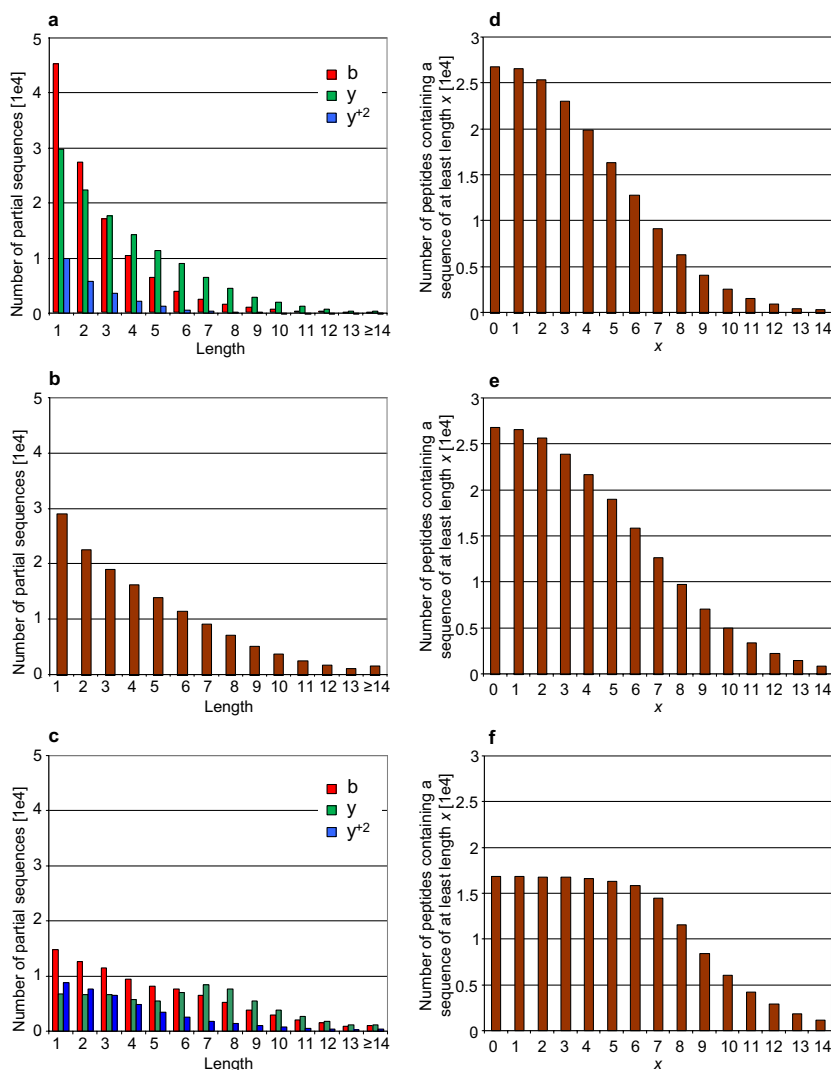 a
Number of partial sequences [1e4]
5
4
3
2
1
0
b
y
y+2
1 2 3 4 5 6 7 8 9 10 11 12 13 ≥14
Length
b
Number of partial sequences [1e4]
5
4
3
2
1
0
1 2 3 4 5 6 7 8 9 10 11 12 13 ≥14
Length
c
Number of partial sequences [1e4]
5
4
3
2
1
0
b
y
y+2
1 2 3 4 5 6 7 8 9 10 11 12 13 ≥14
Length
d
Number of peptides containing a
sequence of at least length x [1e4]
3
2.5
2
1.5
1
0.5
0
0 1 2 3 4 5 6 7 8 9 10 11 12 13 14
x
e
Number of peptides containing a
sequence of at least length x [1e4]
3
2.5
2
1.5
1
0.5
0
0 1 2 3 4 5 6 7 8 9 10 11 12 13 14
x
f
Number of peptides containing a
sequence of at least length x [1e4]
3
2.5
2
1.5
1
0.5
0
0 1 2 3 4 5 6 7 8 9 10 11 12 13 14
x